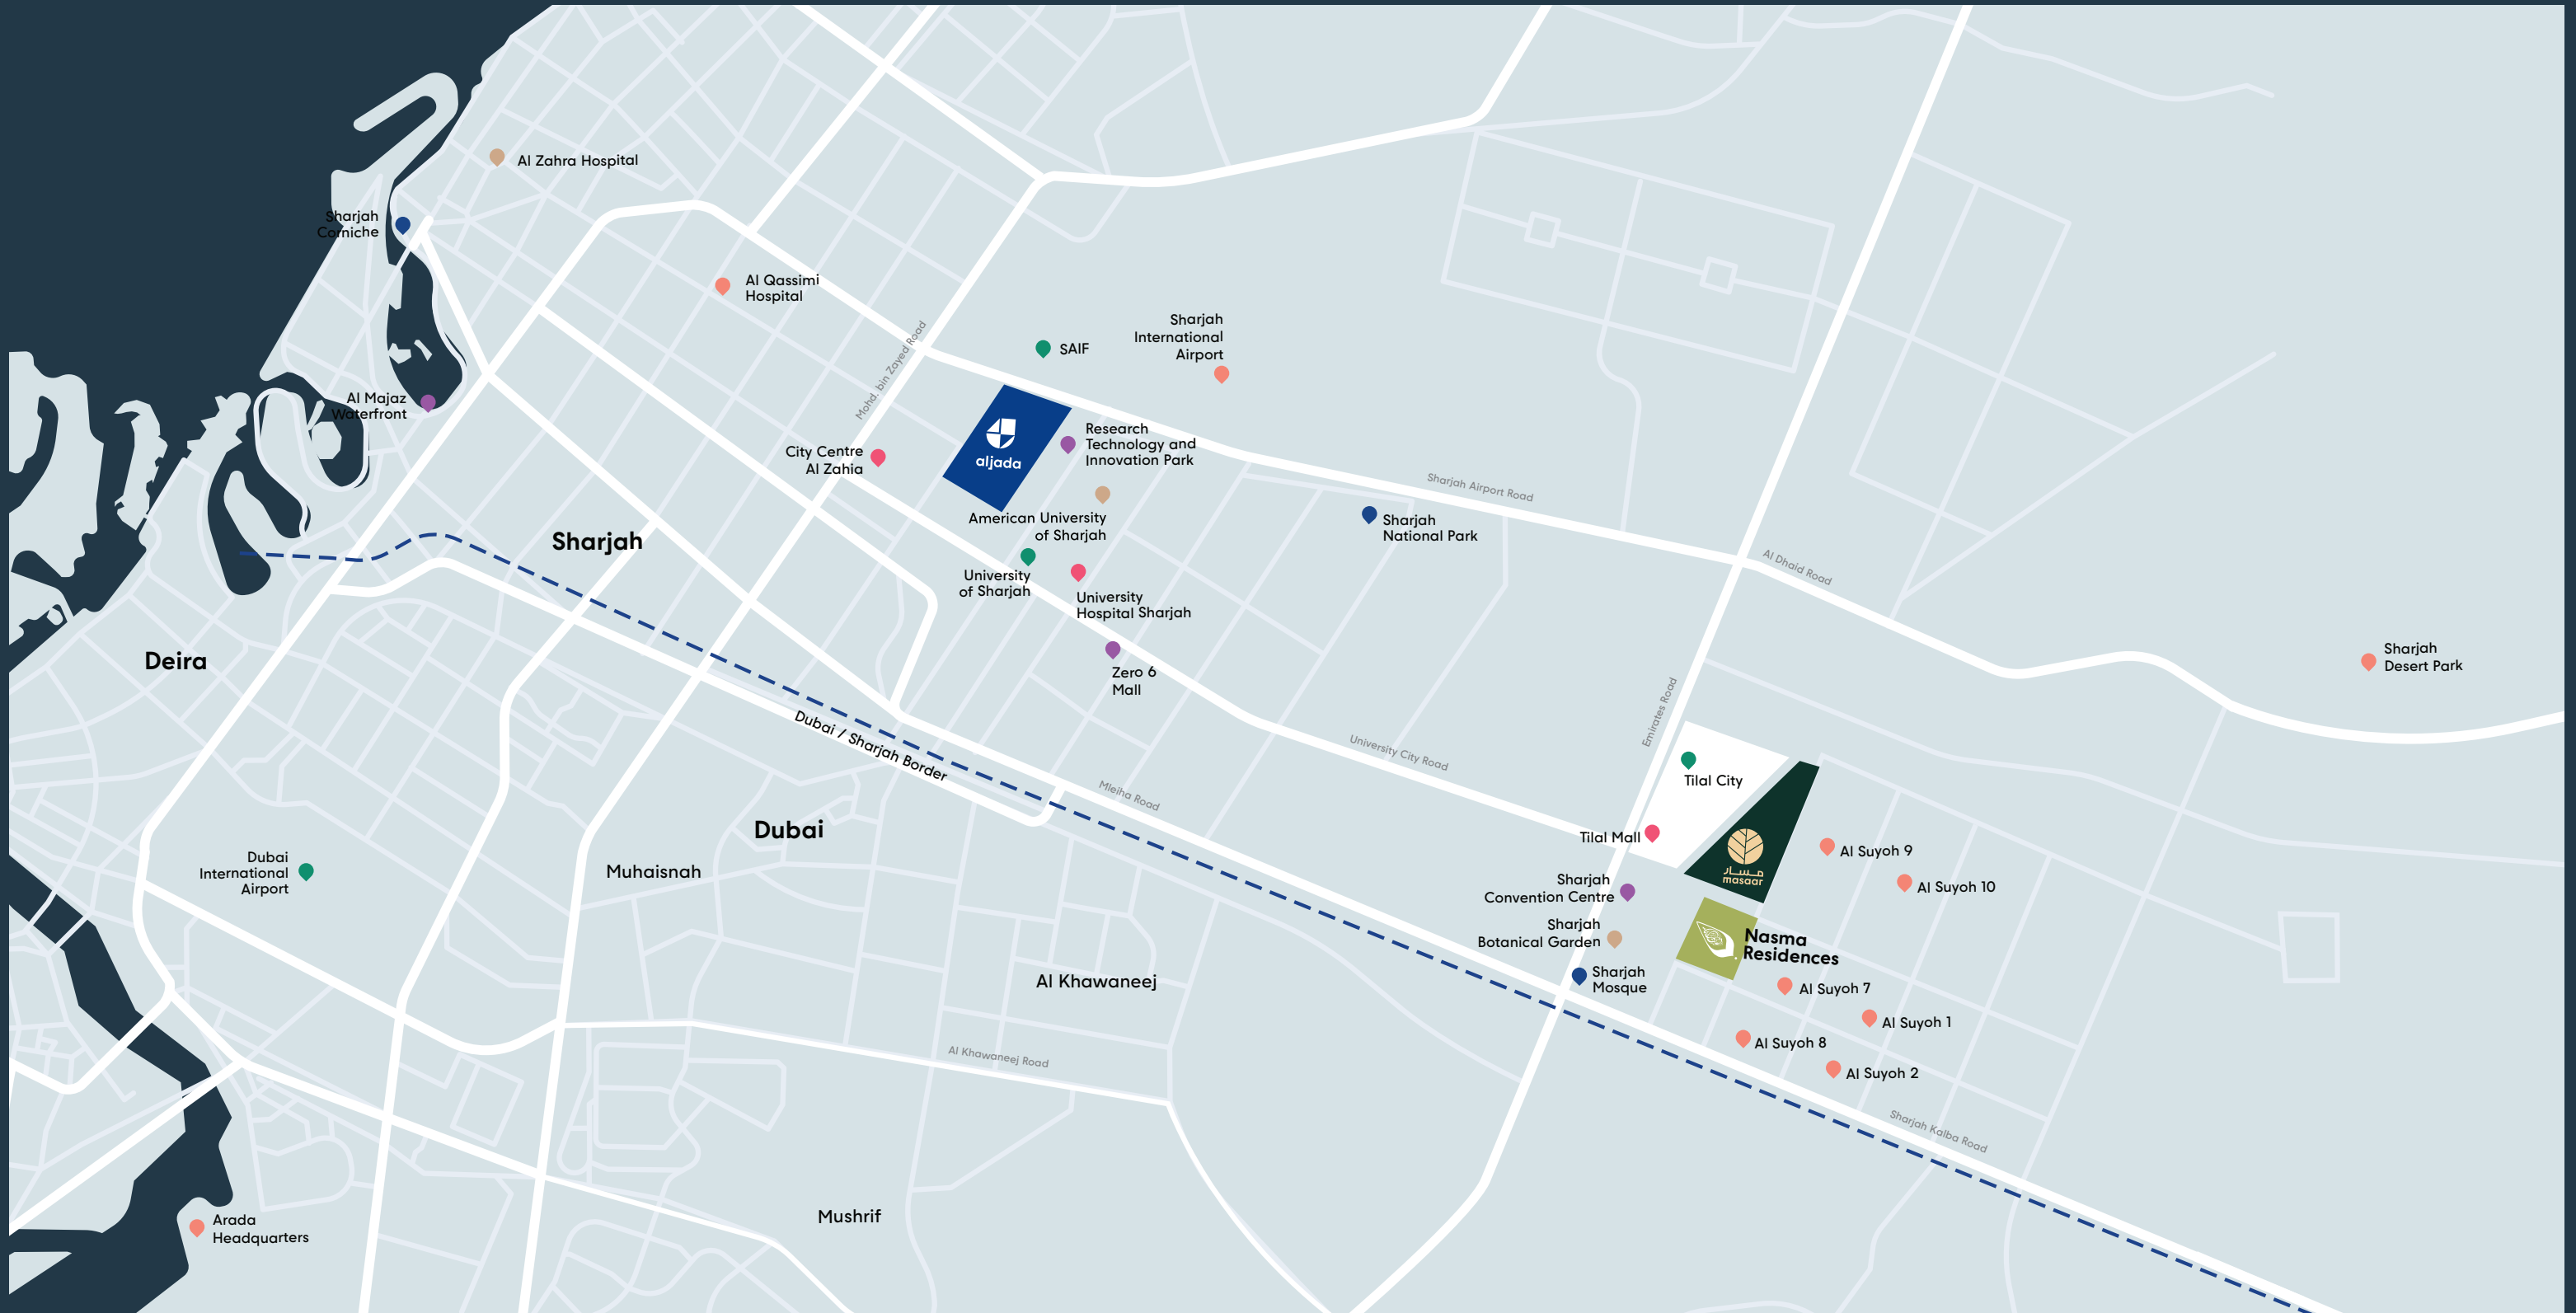 Al Zahra Hospital
Sharjah
Corniche
Al Qassimi
Hospital
Mohd. bin Zayed Road
SAIF
Sharjah
International
Airport
Al Majaz
Waterfront
City Centre
Al Zahia
aljada
Research
Technology and
Innovation Park
American University
of Sharjah
Sharjah Airport Road
Sharjah
National Park
Sharjah
University
of Sharjah
University
Hospital Sharjah
Al Dhaid Road
Deira
Zero 6
Mall
Sharjah
Desert Park
Emirates Road
Dubai / Sharjah Border
University City Road
Mleiha Road
Tilal City
Dubai
Tilal Mall
مسار
masaar
Al Suyoh 9
Al Suyoh 10
Dubai
International
Airport
Muhaisnah
Sharjah
Convention Centre
Sharjah
Botanical Garden
Nasma
Residences
Al Khawaneej
Sharjah
Mosque
Al Suyoh 7
Al Suyoh 1
Al Suyoh 8
Al Suyoh 2
Al Khawaneej Road
Sharjah Kalba Road
Mushrif
Arada
Headquarters